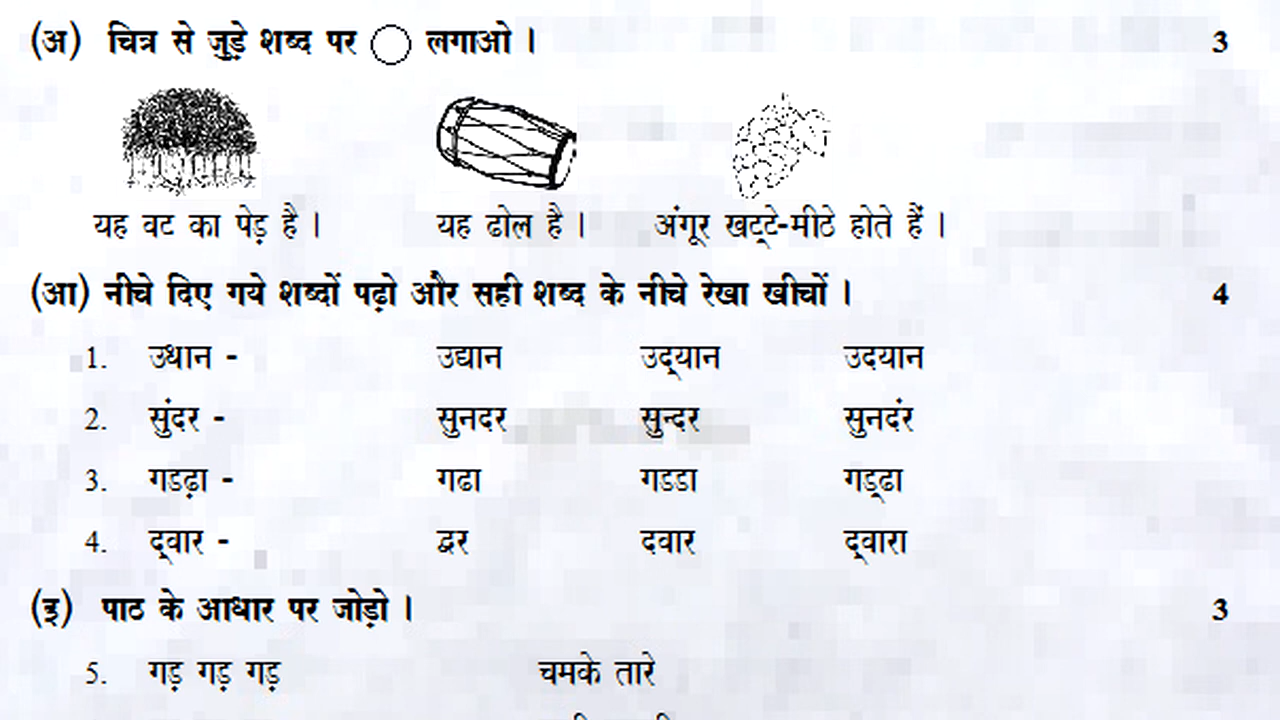 (अ) चित्र से जुड़े शब्द पर ◯ लगाओ । 3
यह वट का पेड़ है । यह ढोल है । अंगूर खट्‌टे-मीठे होते हैं ।
(आ) नीचे दिए गये शब्दों पढ़ो और सही शब्द के नीचे रेखा खीचों । 4
1. उधान - उद्यान उद्‌यान उदयान
2. सुंदर - सुनदर सुन्दर सुनदंर
3. गडढ़ा - गढा गडडा गड्‌ढा
4. द्‌वार - द्वर दवार द्‌वारा
(इ) पाठ के आधार पर जोड़ो । 3
5. गड़ गड़ गड़ चमके तारे